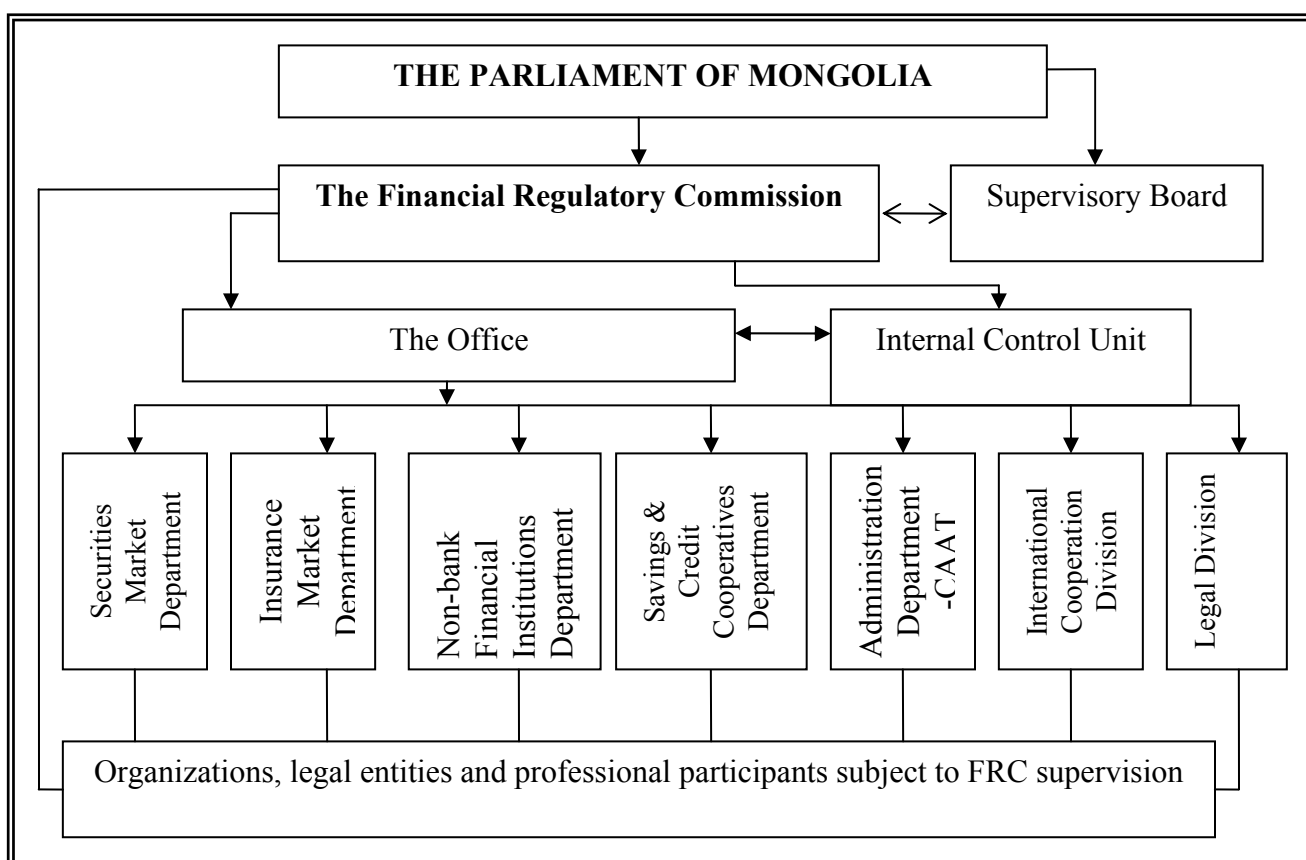 THE PARLIAMENT OF MONGOLIA
The Financial Regulatory Commission
Supervisory Board
The Office
Internal Control Unit
Securities
Market
Department
Insurance
Market
Department
Non-bank
Financial
Institutions
Department
Savings &
Credit
Cooperatives
Department
Administration
Department
-CAAT
International
Cooperation
Division
Legal Division
Organizations, legal entities and professional participants subject to FRC supervision